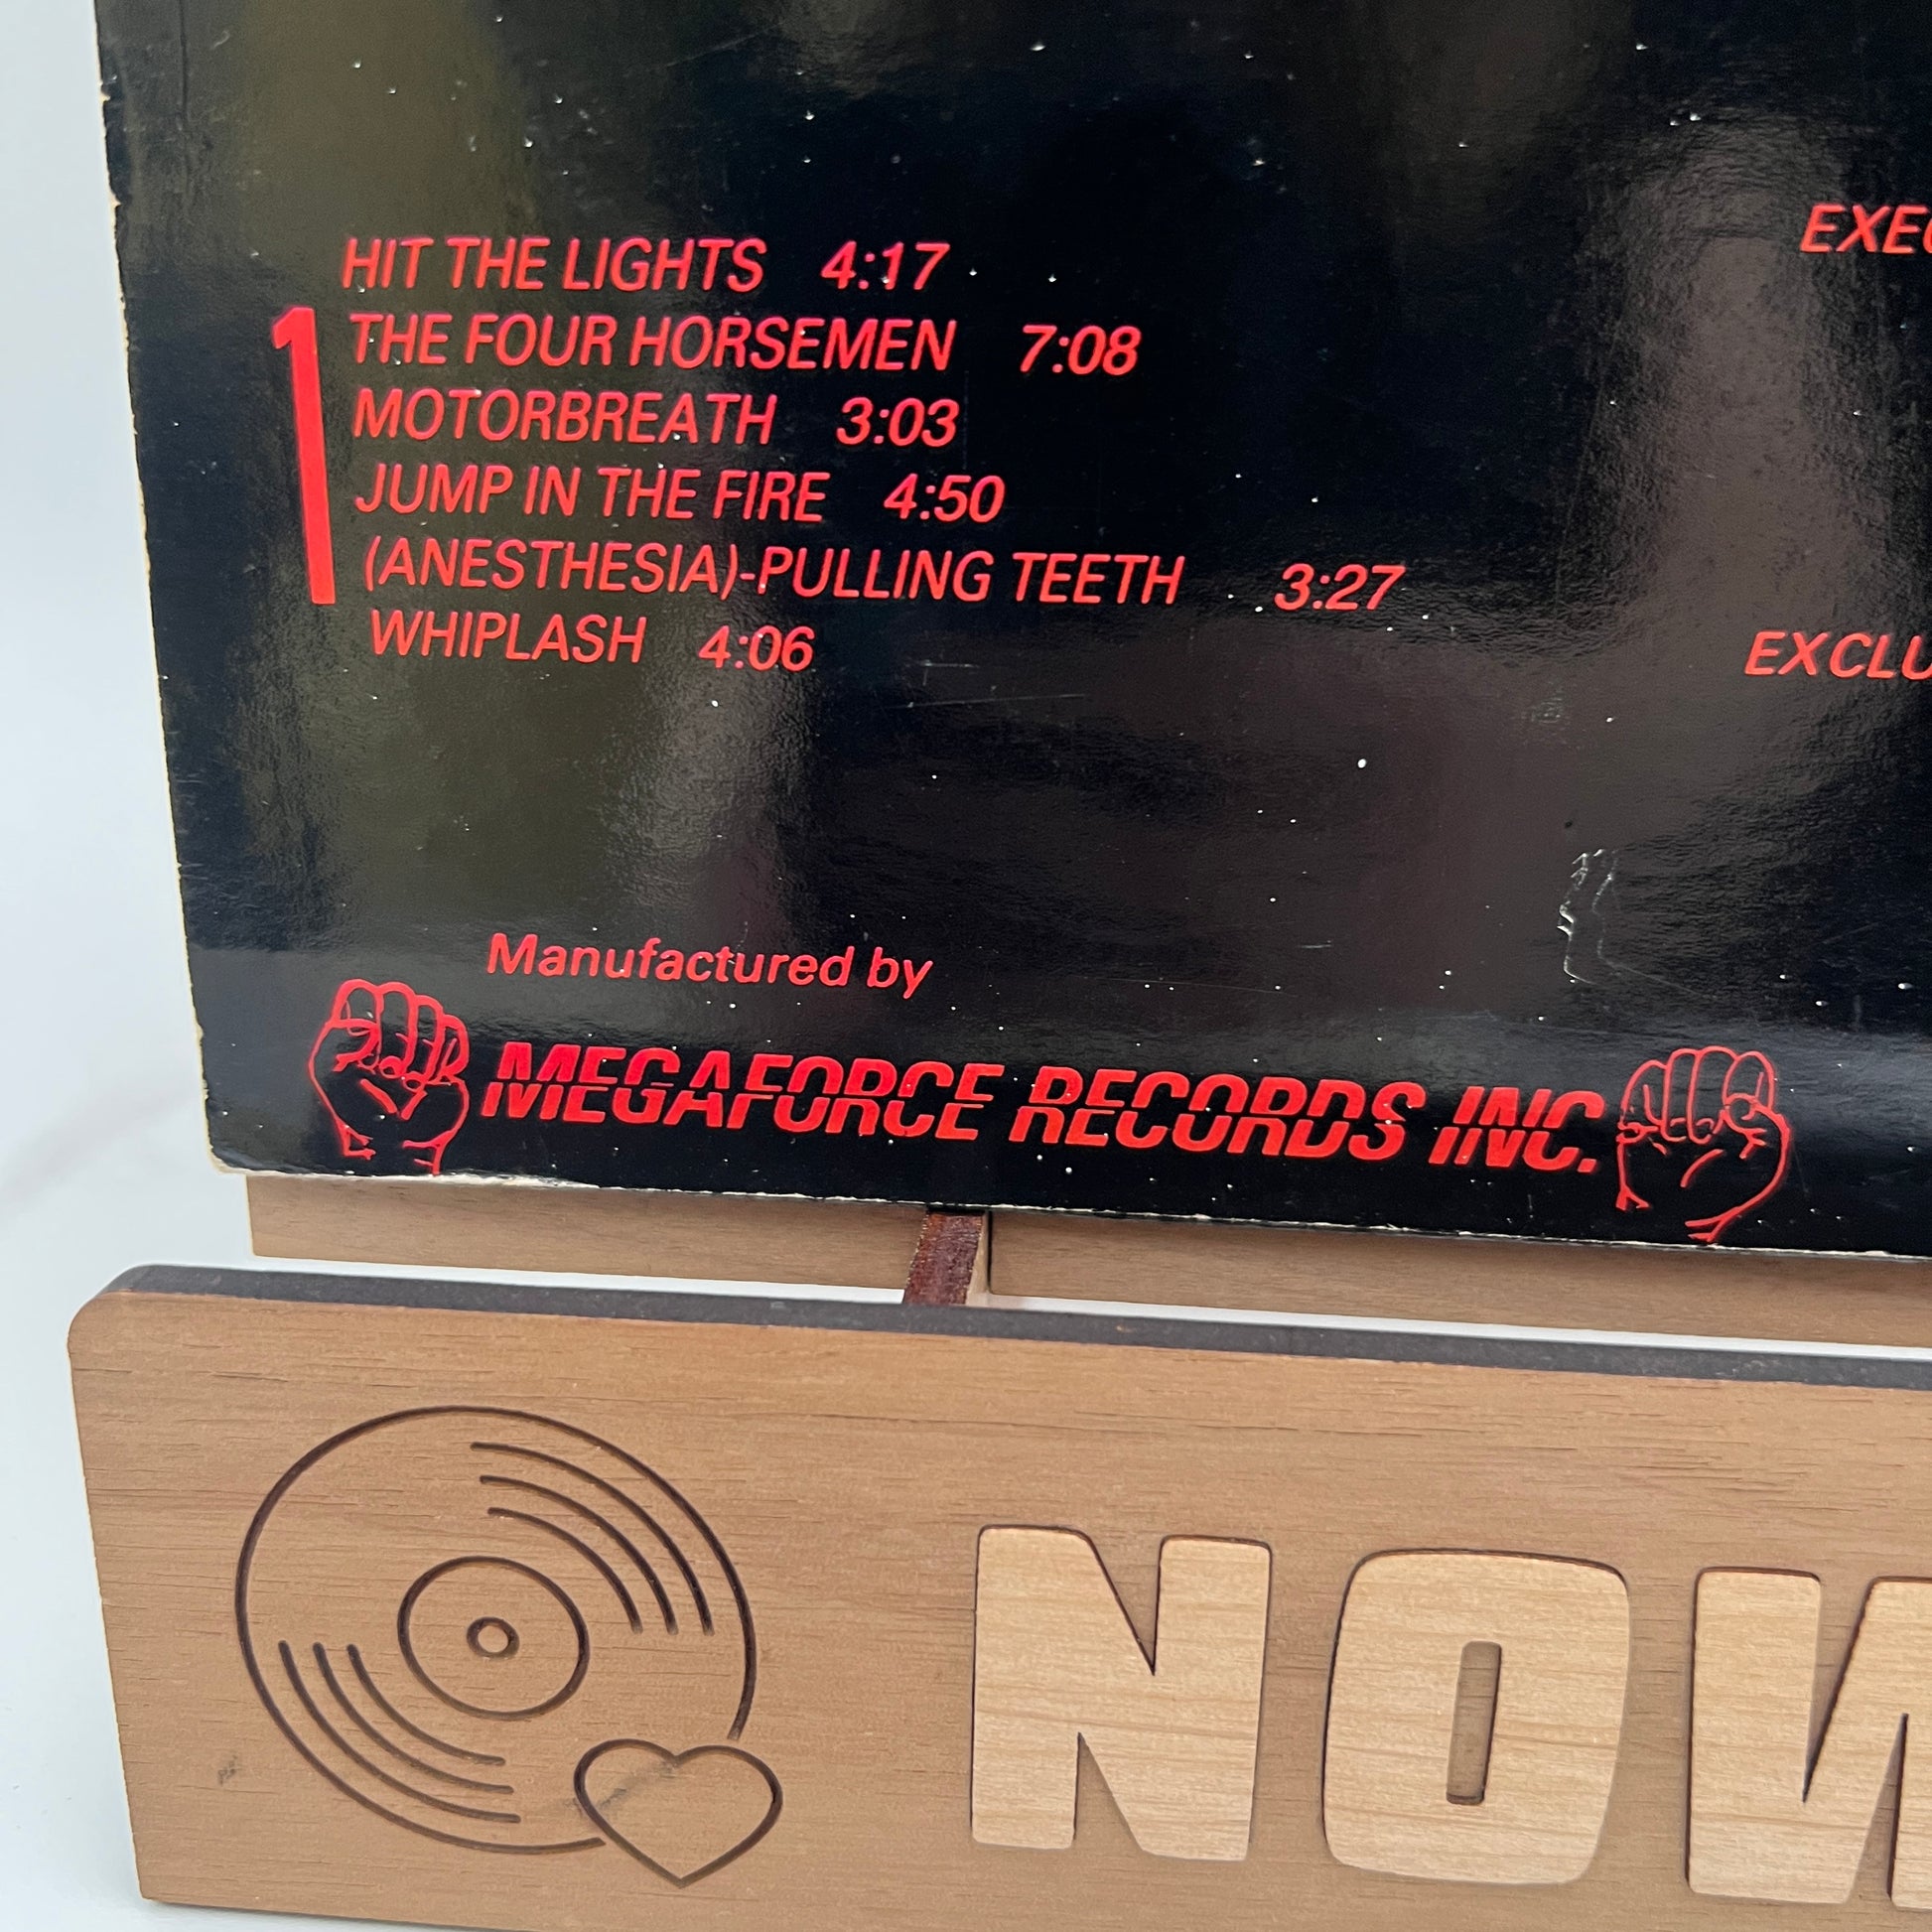 HIT THE LIGHTS 4:17
1
THE FOUR HORSEMEN 7:08
MOTORBREATH 3:03
JUMP IN THE FIRE 4:50
(ANESTHESIA)-PULLING TEETH 3:27
WHIPLASH 4:06
Manufactured by
MEGAFORCE RECORDS INC.